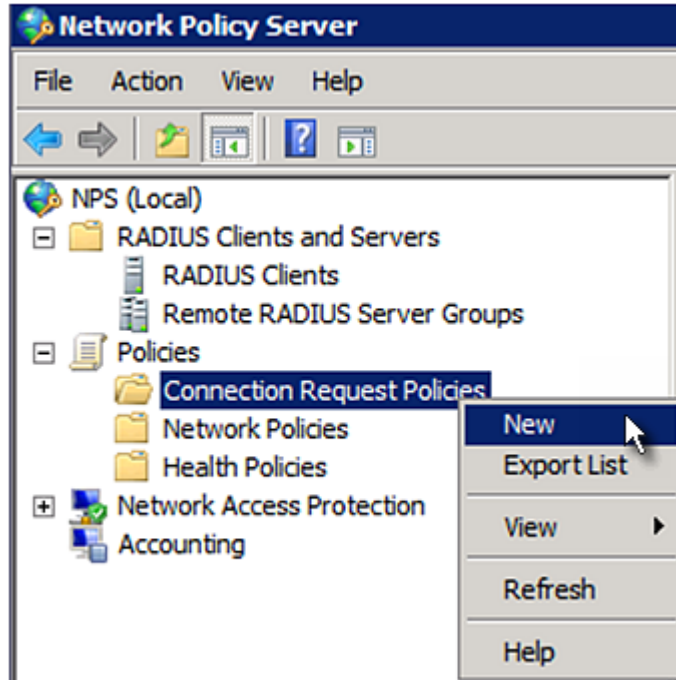 Network Policy Server
File Action View Help
NPS (Local)
RADIUS Clients and Servers
RADIUS Clients
Remote RADIUS Server Groups
Policies
Connection Request Policies
Network Policies
Health Policies
Network Access Protection
Accounting
New
Export List
View
Refresh
Help